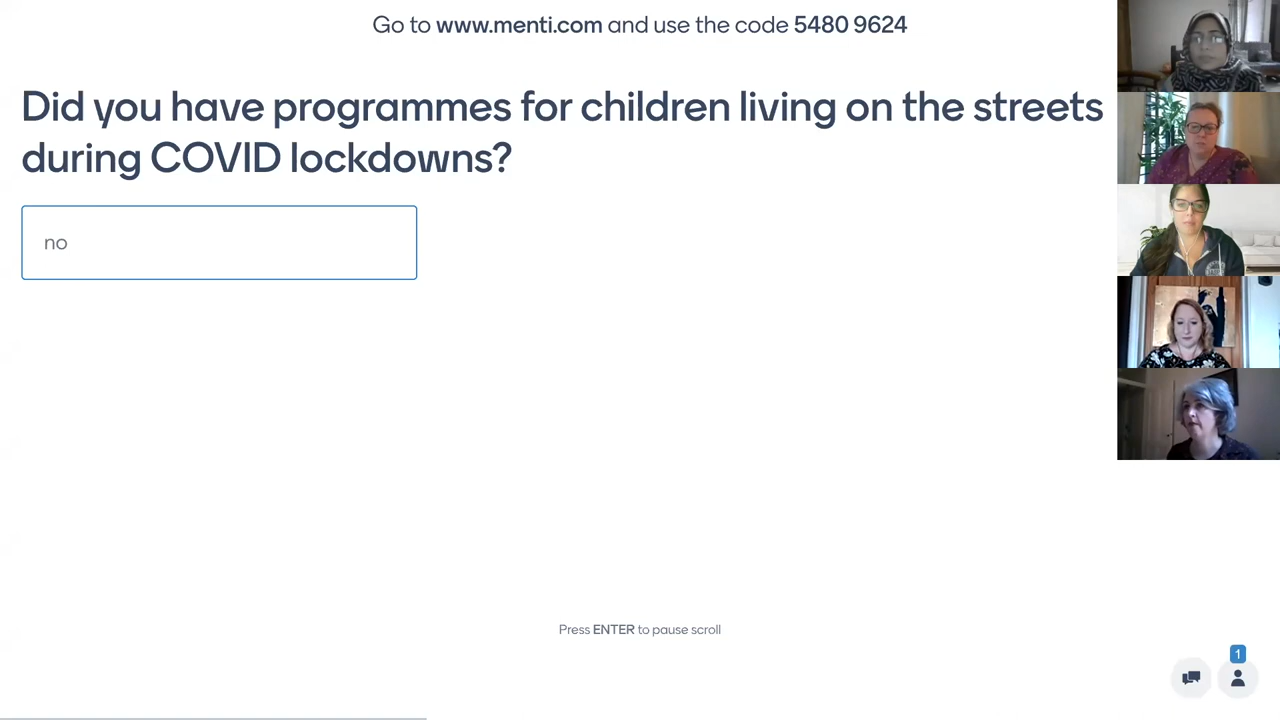 Go to www.menti.com and use the code 5480 9624
Did you have programmes for children living on the streets
during COVID lockdowns?
no
Press ENTER to pause scroll
1